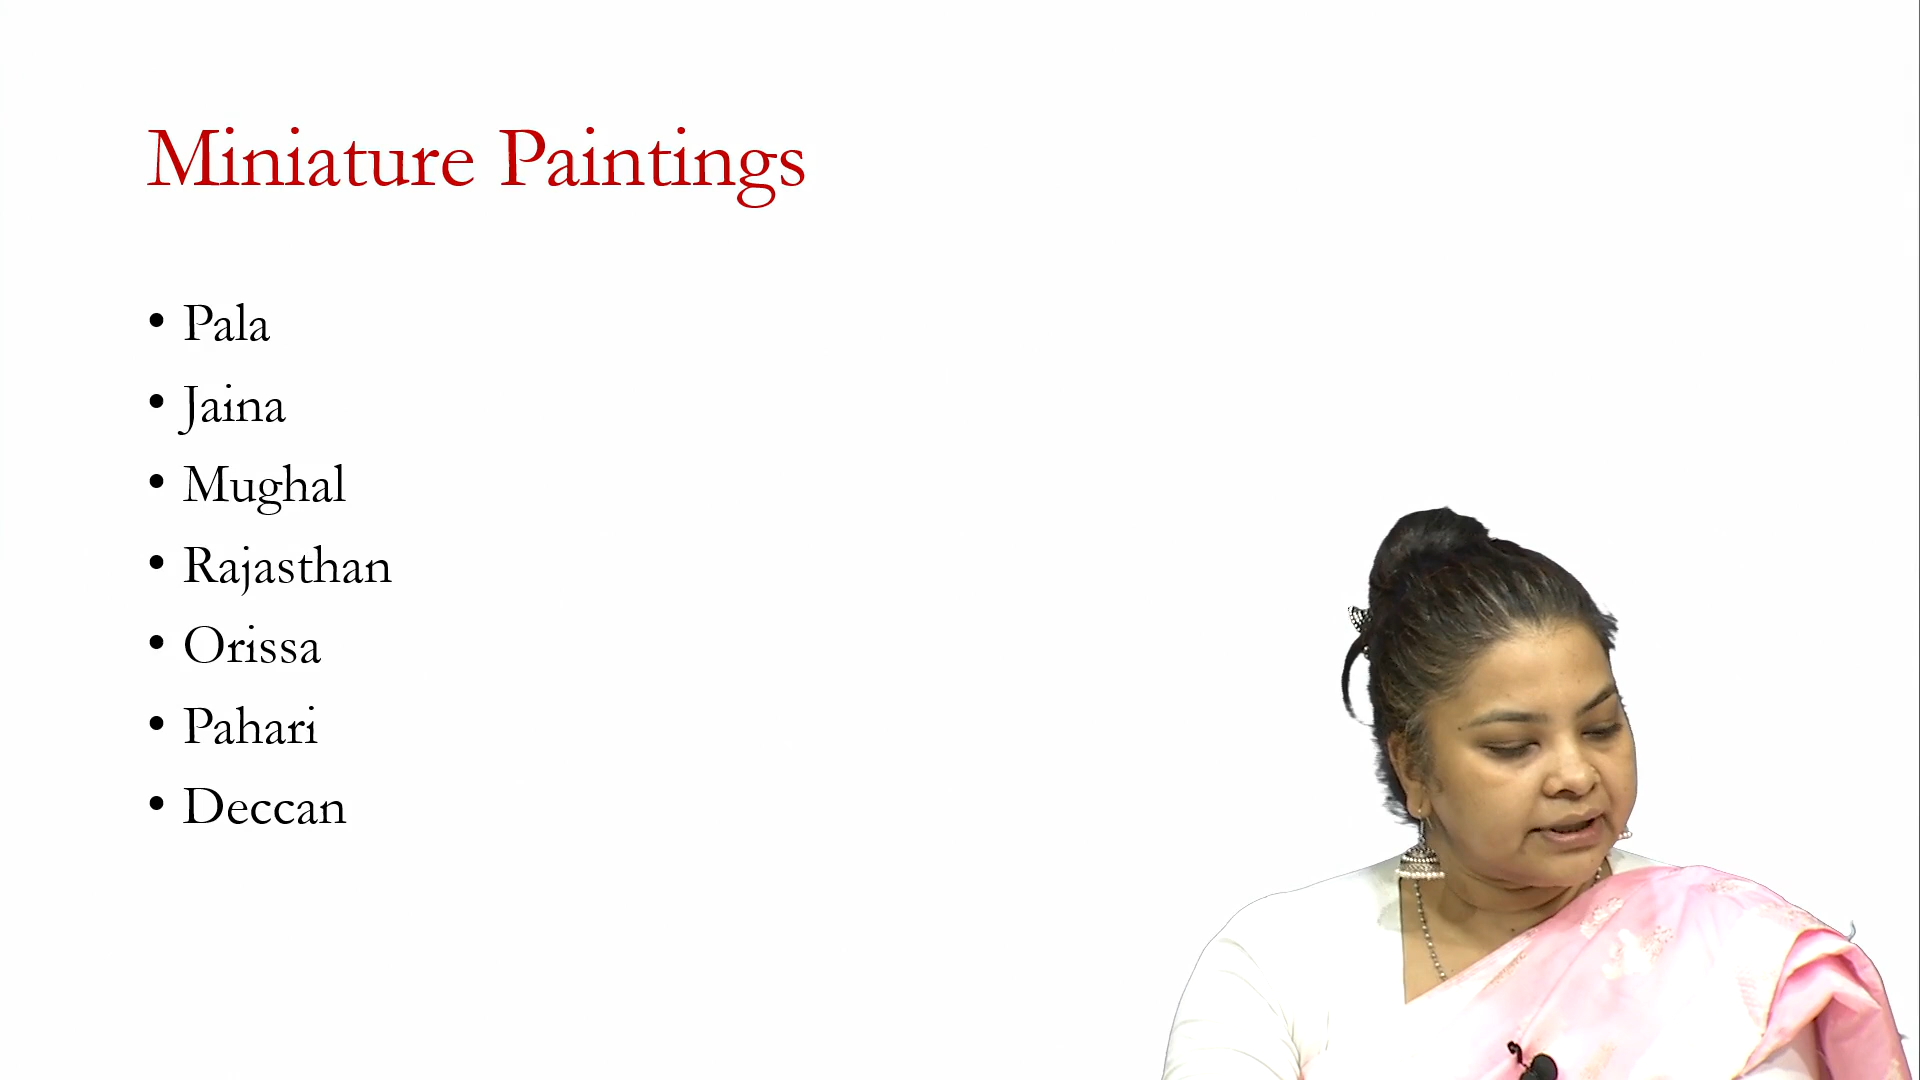 Miniature Paintings
• Pala
• Jaina
• Mughal
• Rajasthan
• Orissa
• Pahari
• Deccan